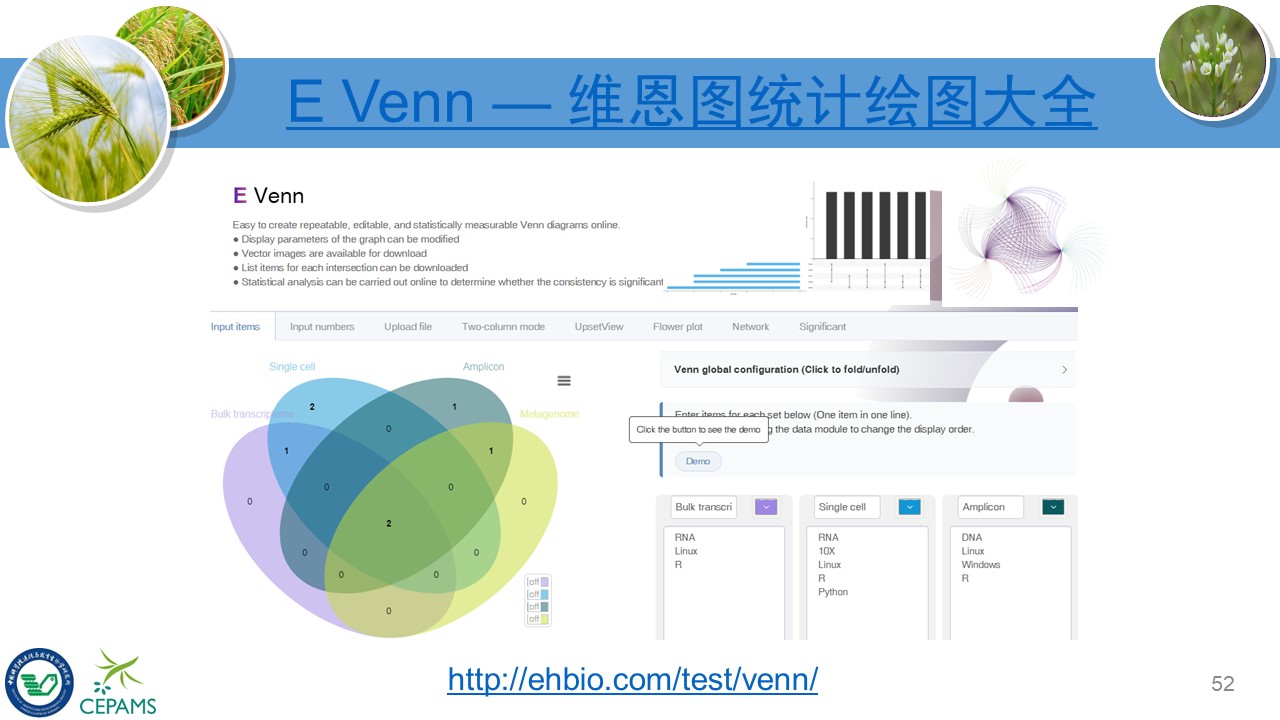 E Venn — 维恩图统计绘图大全
E Venn
Easy to create repeatable, editable, and statistically measurable Venn diagrams online.
● Display parameters of the graph can be modified
● Vector images are available for download
● List items for each intersection can be downloaded
● Statistical analysis can be carried out online to determine whether the consistency is significant
Input items Input numbers Upload file Two-column mode UpsetView Flower plot Network Significant
Single cell Amplicon
Bulk transcriptome Metagenome
2 1
0
1 1
0 0
0 0
2
0 0
0 0
0
off
off
off
off
Venn global configuration (Click to fold/unfold)
Enter items for each set below (One item in one line).
Click the button to see the demo
the data module to change the display order.
Demo
Bulk transcri
RNA
Linux
R
Single cell
RNA
10X
Linux
R
Python
Amplicon
DNA
Linux
Windows
R
http://ehbio.com/test/venn/
CEPAMS
52